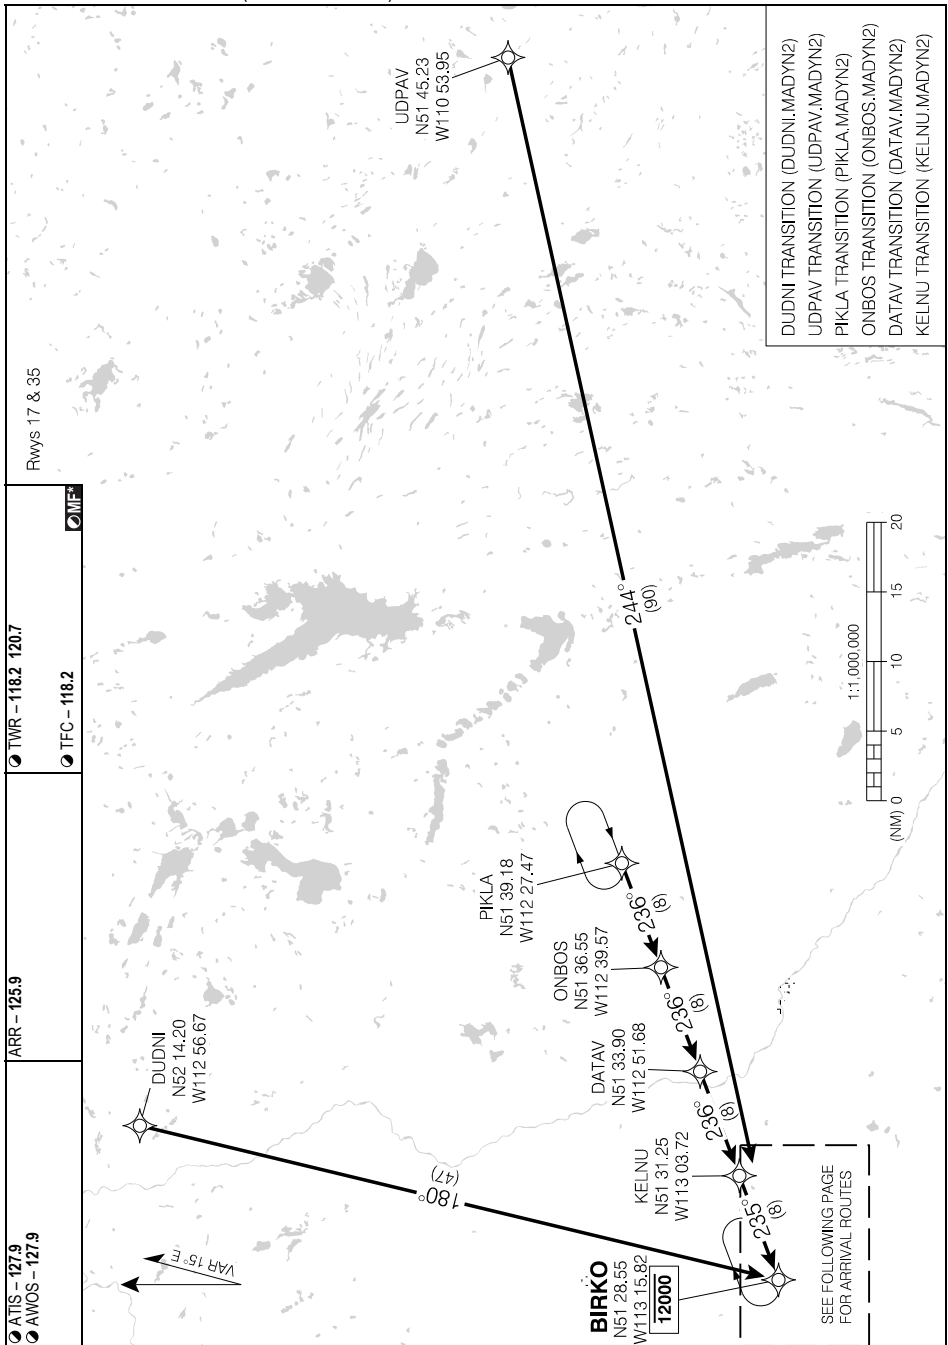 ATIS – 127.9
AWOS – 127.9
ARR – 125.9
TWR – 118.2 120.7
TFC – 118.2
MF*
Rwys 17 & 35
VAR 15° E
DUDNI
N52 14.20
W112 56.67
180°
(47)
UDPAV
N51 45.23
W110 53.95
244°
(90)
PIKLA
N51 39.18
W112 27.47
236°
(8)
ONBOS
N51 36.55
W112 39.57
236°
(8)
DATAV
N51 33.90
W112 51.68
236°
(8)
KELNU
N51 31.25
W113 03.72
235°
(8)
BIRKO
N51 28.55
W113 15.82
12000
SEE FOLLOWING PAGE
FOR ARRIVAL ROUTES
1:1,000,000
(NM) 0 5 10 15 20
DUDNI TRANSITION (DUDNI.MADYN2)
UDPAV TRANSITION (UDPAV.MADYN2)
PIKLA TRANSITION (PIKLA.MADYN2)
ONBOS TRANSITION (ONBOS.MADYN2)
DATAV TRANSITION (DATAV.MADYN2)
KELNU TRANSITION (KELNU.MADYN2)